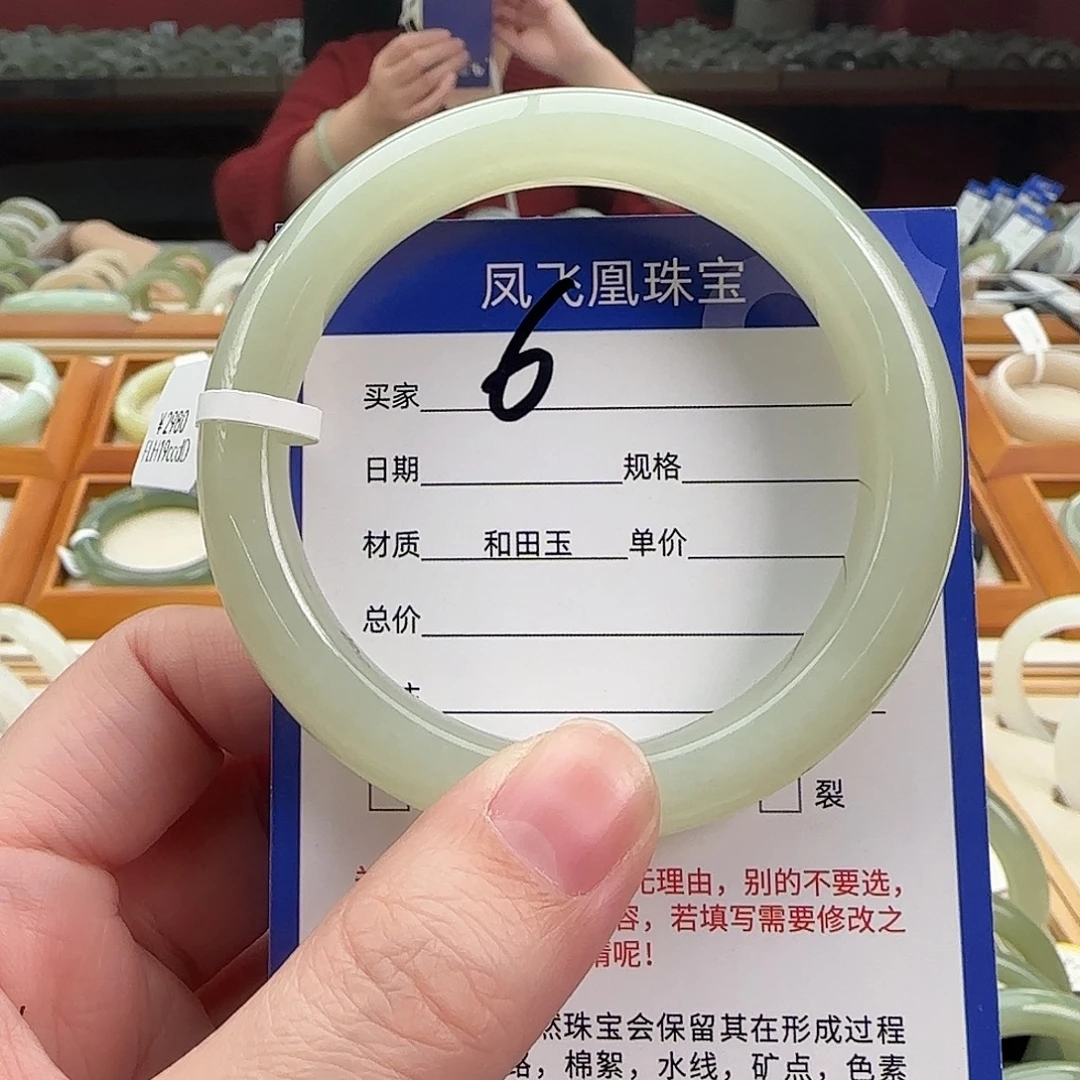 凤飞凰珠宝
6
买家
¥2980
FLH19ccdD
日期 规格
材质 和田玉 单价
总价
裂
无理由，别的不要选，
容，若填写需要修改之
情呢！
然珠宝会保留其在形成过程
络，棉絮，水线，矿点，色素